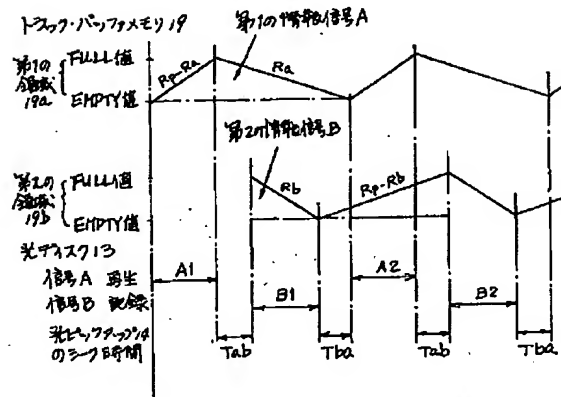 トラック・バッファメモリ 19
第1の情報信号A
第1の領域19a
FULL値
Rp-Ra
Ra
EMPTY値
第2の情報信号B
第2の領域19b
FULL値
Rb
Rp-Rb
EMPTY値
光ディスク13
信号A 再生
A1
A2
信号B 記録
B1
B2
光ピックアップ14
のシーク時間
Tab
Tba
Tab
Tba